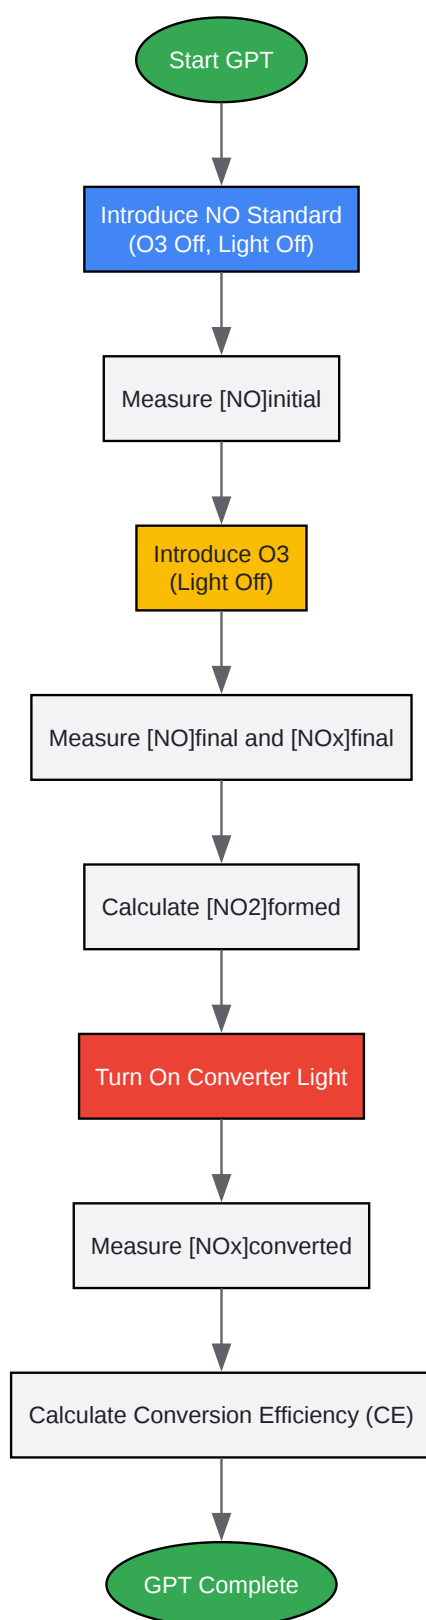 Start GPT
Introduce NO Standard
(O3 Off, Light Off)
Measure [NO]initial
Introduce O3
(Light Off)
Measure [NO]final and [NOx]final
Calculate [NO2]formed
Turn On Converter Light
Measure [NOx]converted
Calculate Conversion Efficiency (CE)
GPT Complete